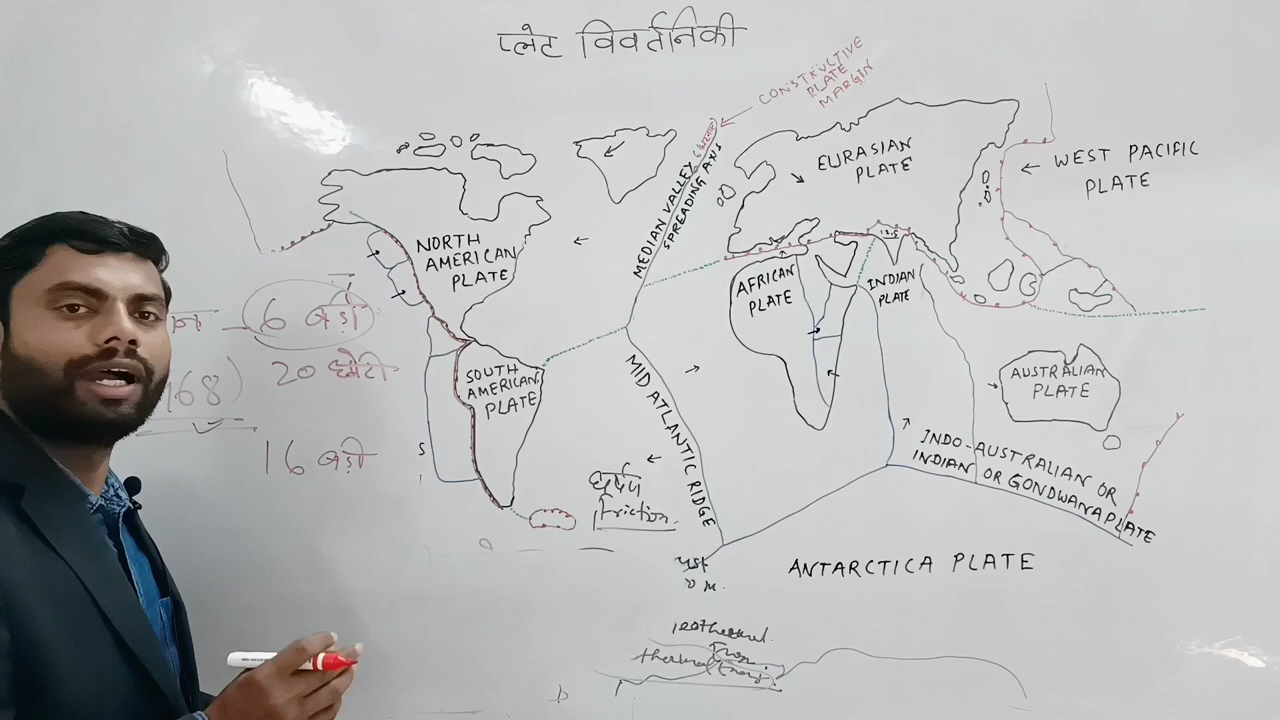 प्लेट विवर्तनिकी
CONSTRUCTIVE
PLATE
MARGIN
MEDIAN VALLEY
SPREADING AXIS
EURASIAN
PLATE
WEST PACIFIC
PLATE
NORTH
AMERICAN
PLATE
AFRICAN
PLATE
INDIAN
PLATE
6 बड़ी
168)
20 छोटी
16 बड़ी
SOUTH
AMERICAN
PLATE
MID ATLANTIC RIDGE
AUSTRALIAN
PLATE
INDO-AUSTRALIAN OR
INDIAN OR GONDWANA PLATE
घर्षण
friction
ANTARCTICA PLATE
thermal